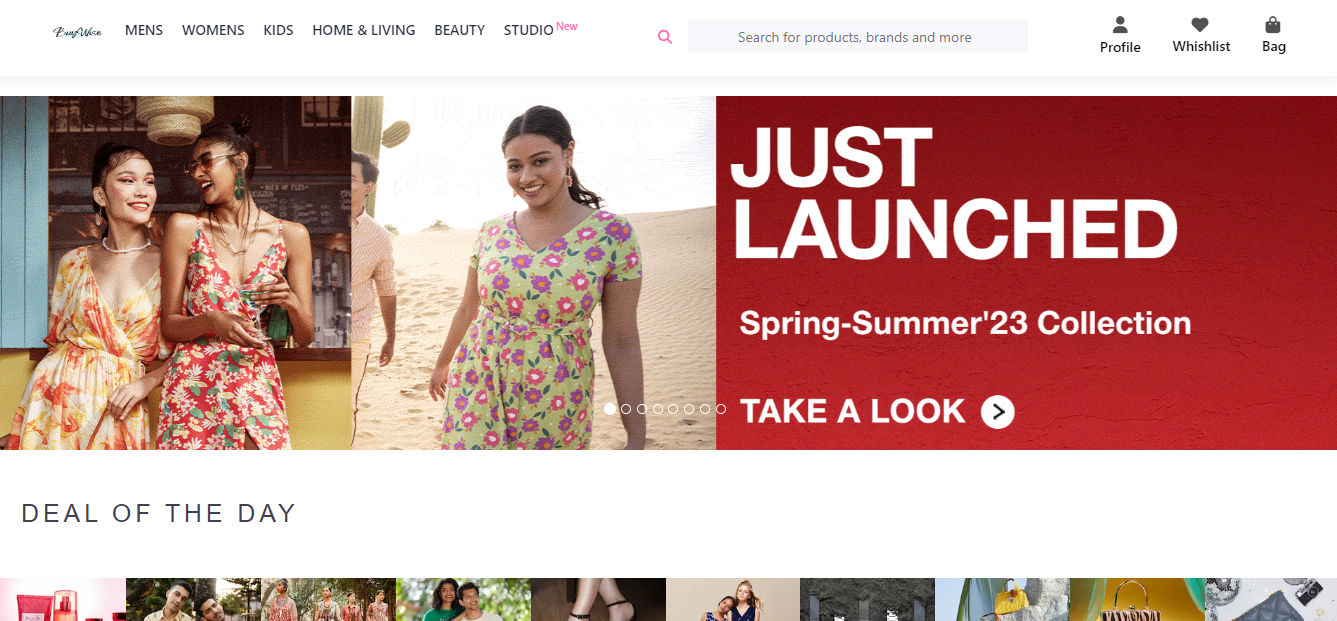 BuyWise
MENS WOMENS KIDS HOME & LIVING BEAUTY STUDIO New
Search for products, brands and more
Profile Whishlist Bag
JUST
LAUNCHED
Spring-Summer'23 Collection
TAKE A LOOK
DEAL OF THE DAY